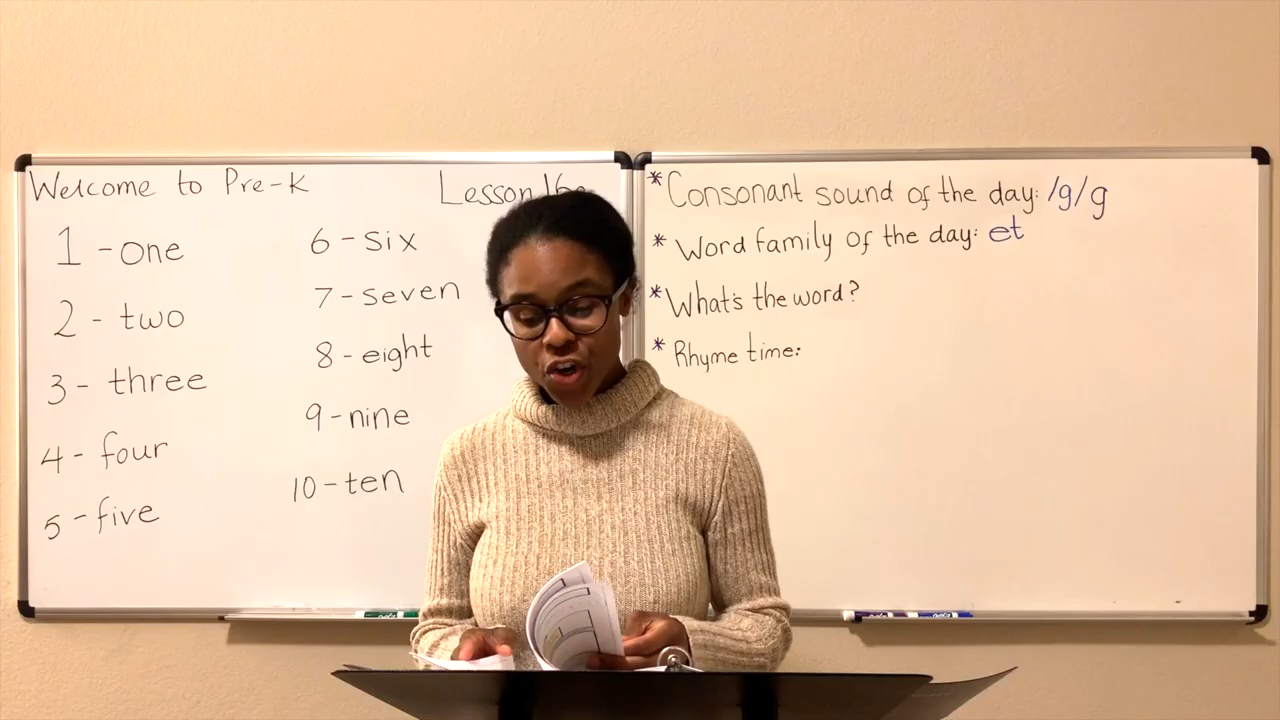 Welcome to Pre-K
Lesson 16
1 - one
2 - two
3 - three
4 - four
5 - five
6 - six
7 - seven
8 - eight
9 - nine
10 - ten
* Consonant sound of the day: /g/g
* Word family of the day: et
* What's the word?
* Rhyme time: